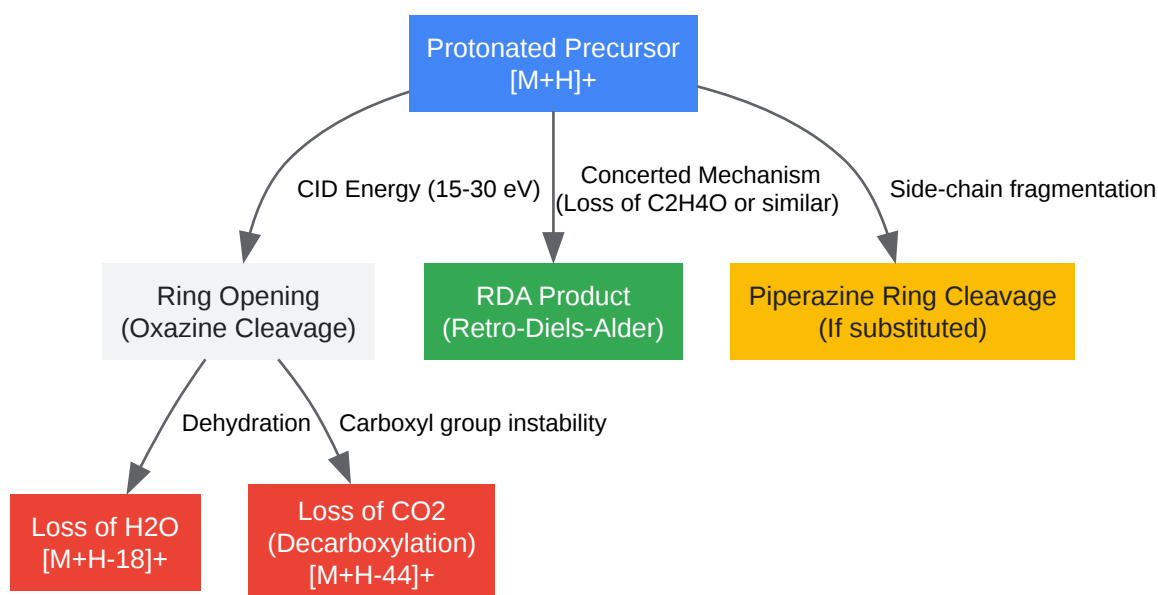 Protonated Precursor
[M+H]+
CID Energy (15-30 eV)
Concerted Mechanism
(Loss of C2H4O or similar)
Side-chain fragmentation
Ring Opening
(Oxazine Cleavage)
RDA Product
(Retro-Diels-Alder)
Piperazine Ring Cleavage
(If substituted)
Dehydration
Carboxyl group instability
Loss of H2O
[M+H-18]+
Loss of CO2
(Decarboxylation)
[M+H-44]+